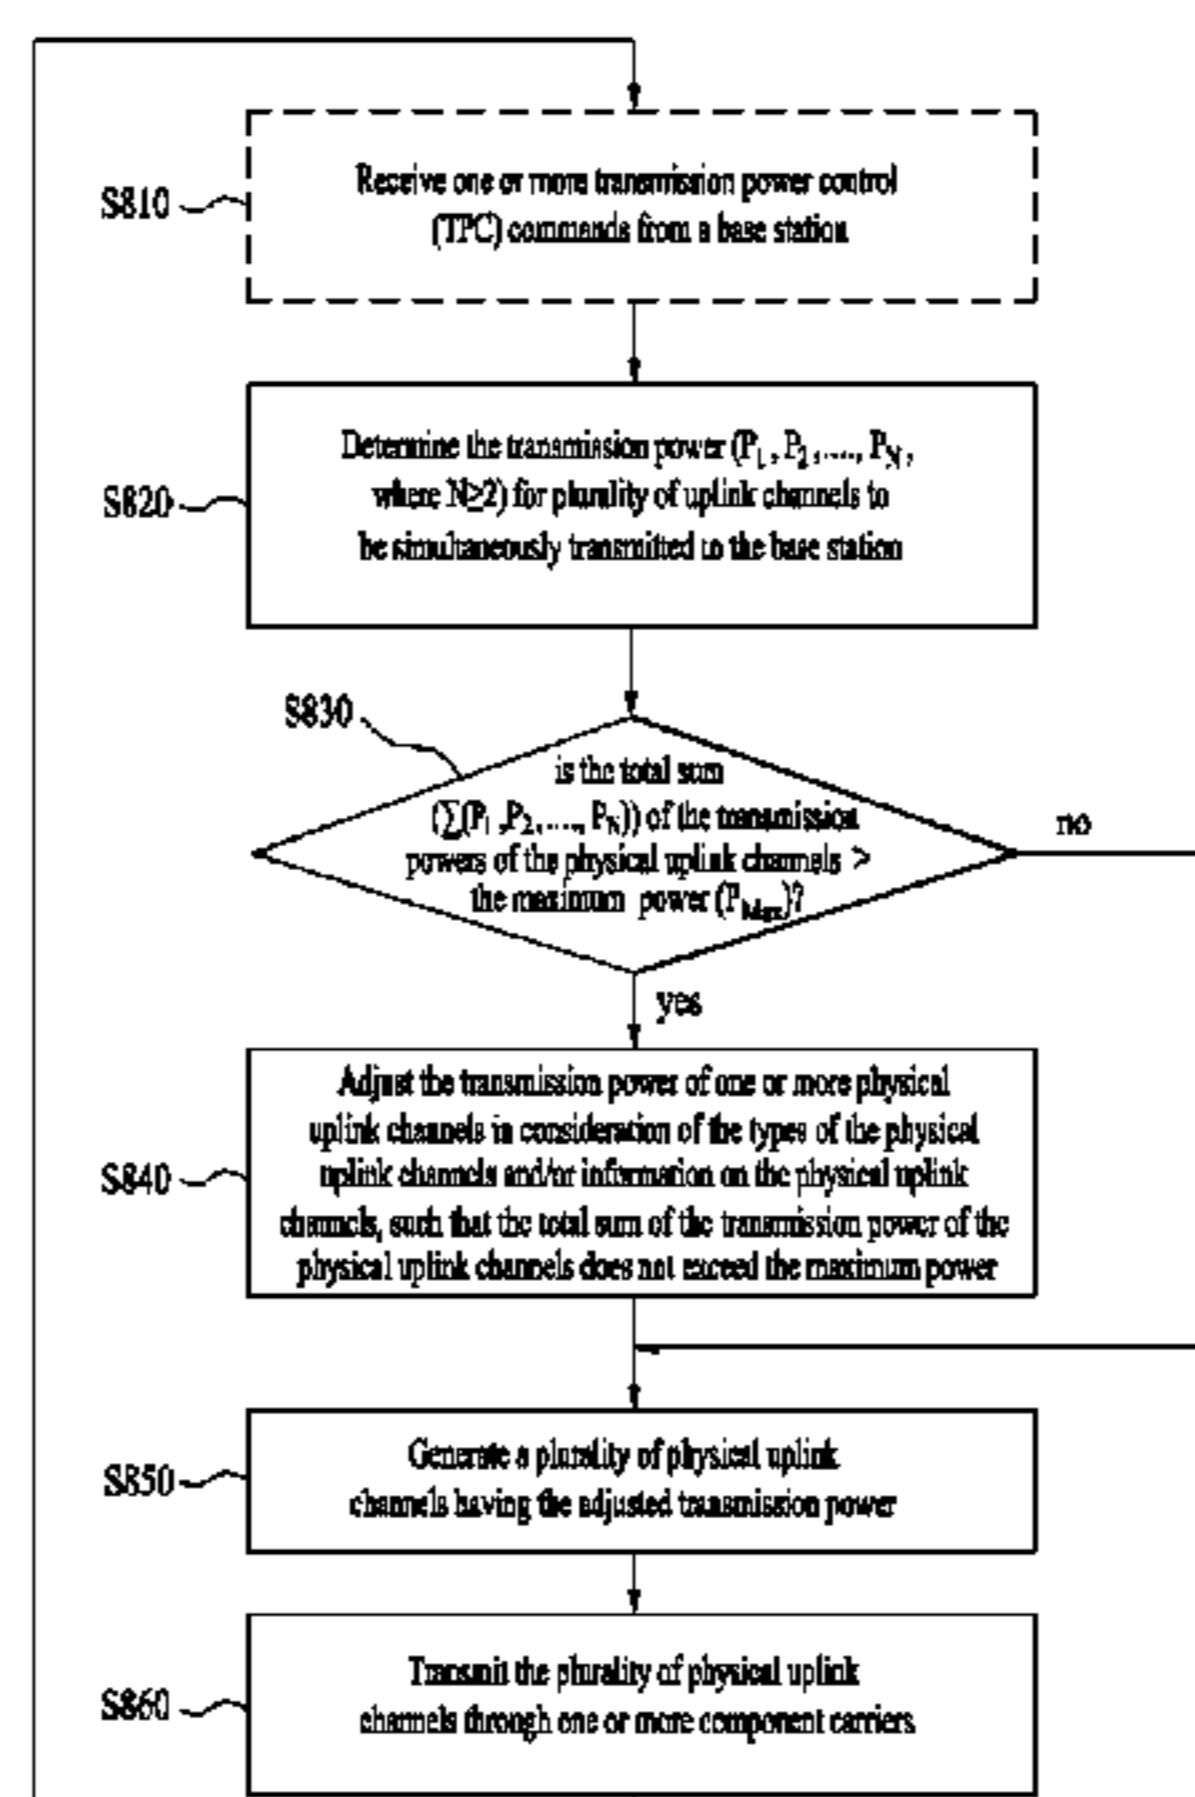 S810
Receive one or more transmission power control
(TPC) commands from a base station
S820
Determine the transmission power (P1, P2, ....., PN,
where N≥2) for plurality of uplink channels to
be simultaneously transmitted to the base station
S830
is the total sum
(∑(P1,P2, ....., PN)) of the transmission
powers of the physical uplink channels >
the maximum power (PMax)?
no
yes
S840
Adjust the transmission power of one or more physical
uplink channels in consideration of the types of the physical
uplink channels and/or information on the physical uplink
channels, such that the total sum of the transmission power of the
physical uplink channels does not exceed the maximum power
S850
Generate a plurality of physical uplink
channels having the adjusted transmission power
S860
Transmit the plurality of physical uplink
channels through one or more component carriers